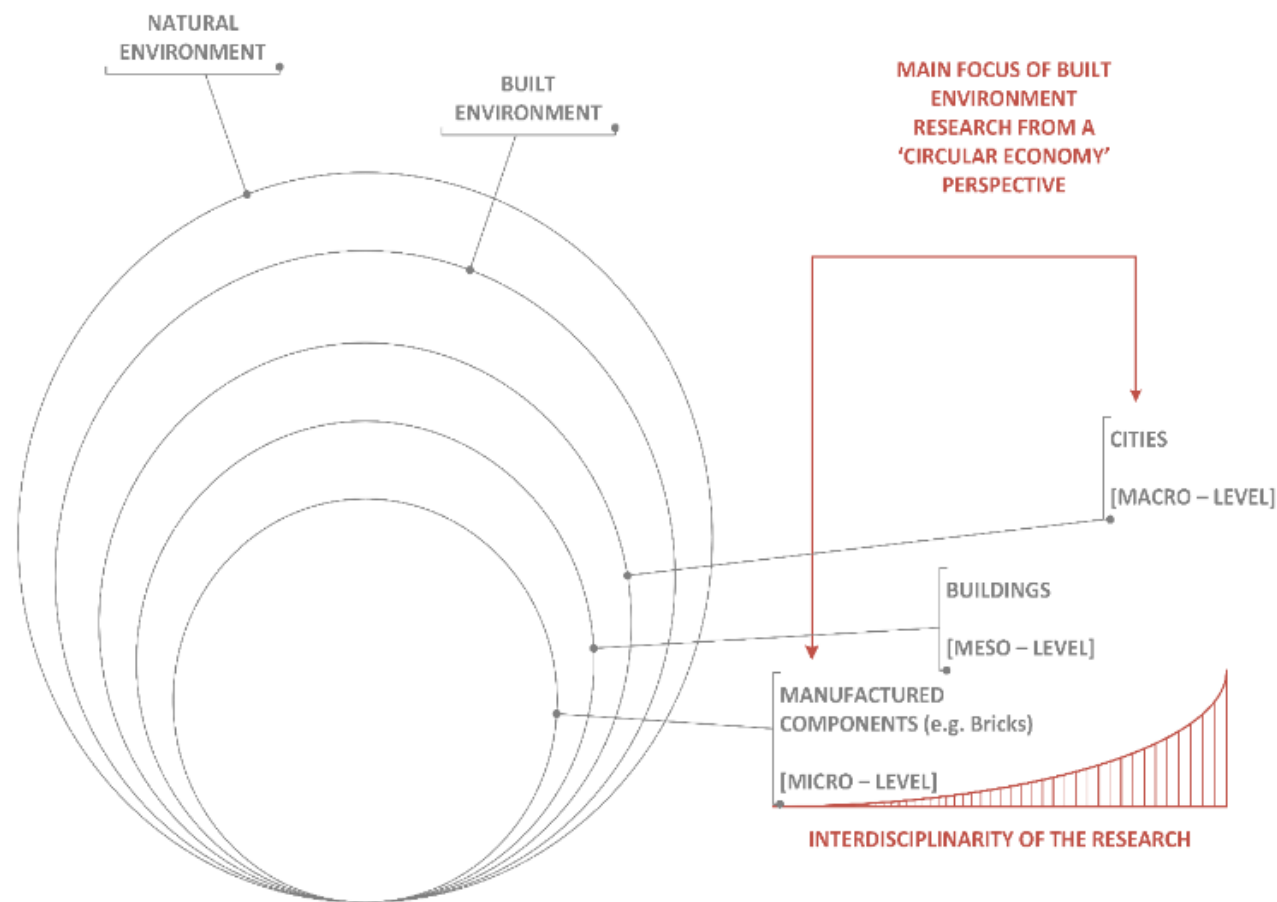 NATURAL
ENVIRONMENT
BUILT
ENVIRONMENT
MAIN FOCUS OF BUILT
ENVIRONMENT
RESEARCH FROM A
‘CIRCULAR ECONOMY’
PERSPECTIVE
CITIES
[MACRO – LEVEL]
BUILDINGS
[MESO – LEVEL]
MANUFACTURED
COMPONENTS (e.g. Bricks)
[MICRO – LEVEL]
INTERDISCIPLINARITY OF THE RESEARCH